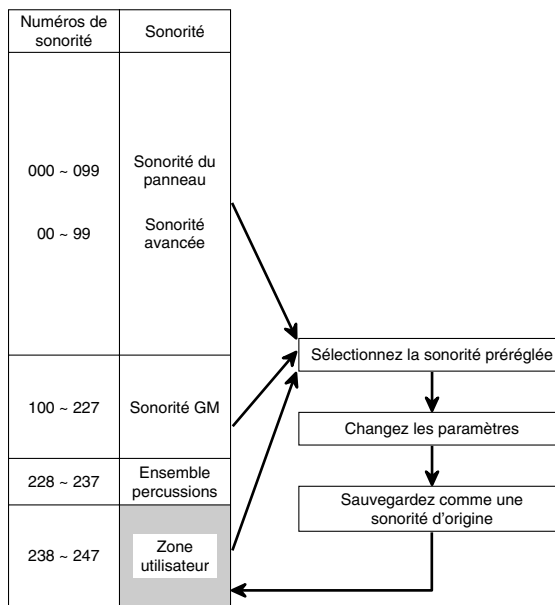 Numéros de
sonorité
Sonorité
000 ~ 099
Sonorité du
panneau
00 ~ 99
Sonorité
avancée
100 ~ 227
Sonorité GM
228 ~ 237
Ensemble
percussions
238 ~ 247
Zone
utilisateur
Sélectionnez la sonorité préréglée
Changez les paramètres
Sauvegardez comme une
sonorité d'origine